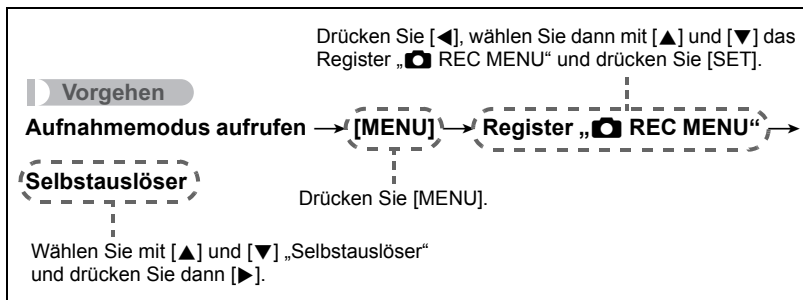 Drücken Sie [◀], wählen Sie dann mit [▲] und [▼] das
Register „📷 REC MENU“ und drücken Sie [SET].
Vorgehen
Aufnahmemodus aufrufen → [MENU] → Register „📷 REC MENU“ →
Selbstauslöser
Drücken Sie [MENU].
Wählen Sie mit [▲] und [▼] „Selbstauslöser“
und drücken Sie dann [▶].